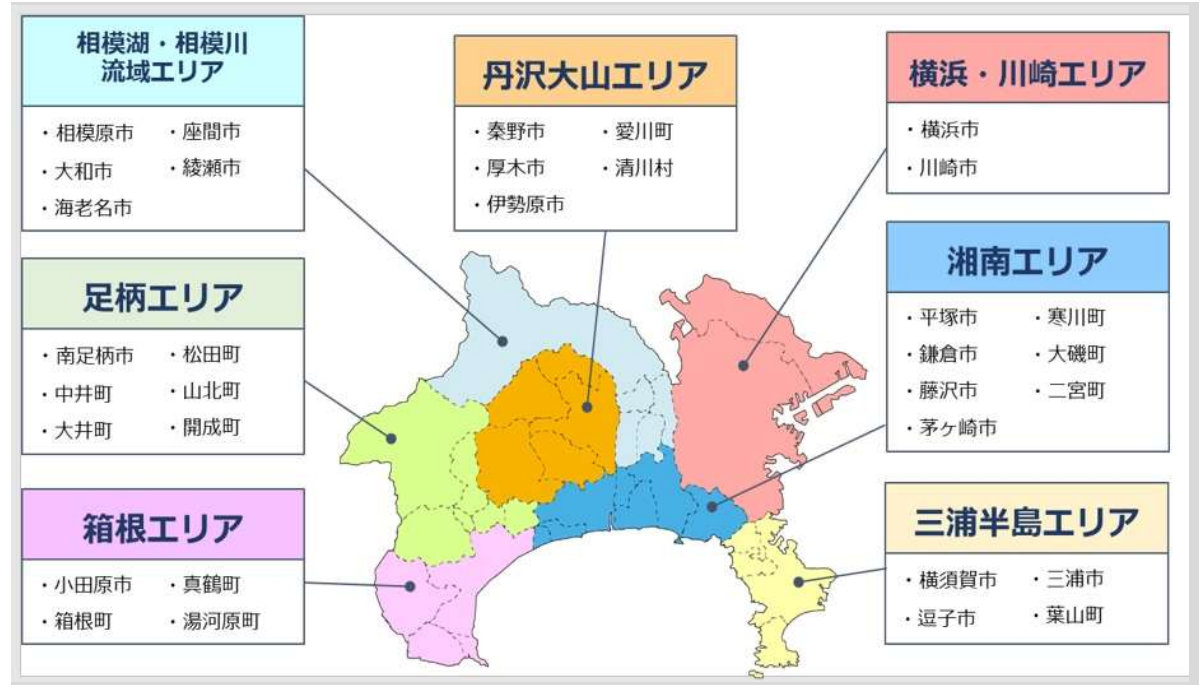 相模湖・相模川
流域エリア
・相模原市 ・座間市
・大和市 ・綾瀬市
・海老名市
丹沢大山エリア
・秦野市 ・愛川町
・厚木市 ・清川村
・伊勢原市
横浜・川崎エリア
・横浜市
・川崎市
足柄エリア
・南足柄市 ・松田町
・中井町 ・山北町
・大井町 ・開成町
湘南エリア
・平塚市 ・寒川町
・鎌倉市 ・大磯町
・藤沢市 ・二宮町
・茅ヶ崎市
箱根エリア
・小田原市 ・真鶴町
・箱根町 ・湯河原町
三浦半島エリア
・横須賀市 ・三浦市
・逗子市 ・葉山町